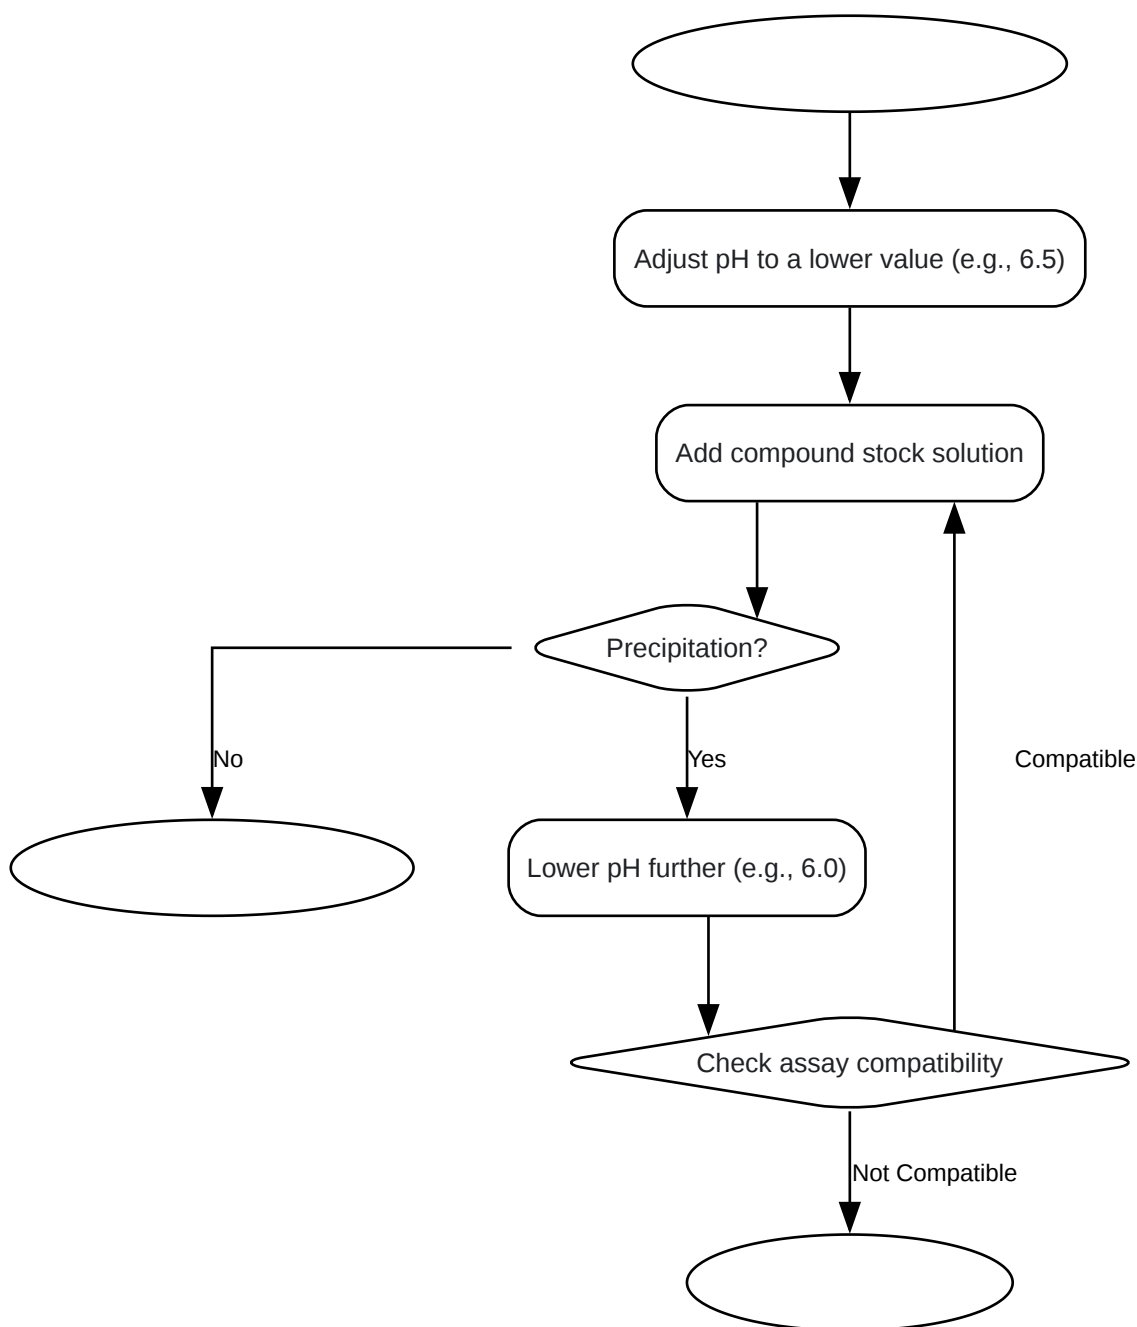 Adjust pH to a lower value (e.g., 6.5)
Add compound stock solution
Precipitation?
No
Yes
Compatible
Lower pH further (e.g., 6.0)
Check assay compatibility
Not Compatible